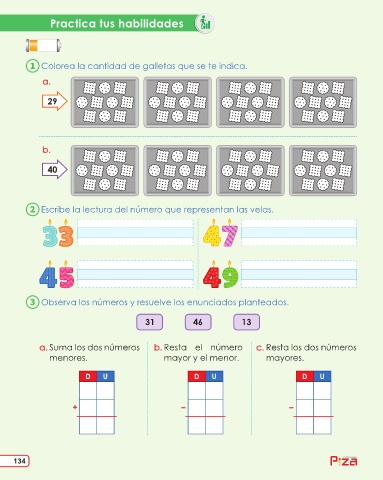 Practica tus habilidades
1 Colorea la cantidad de galletas que se te indica.
a.
29
b.
40
2 Escribe la lectura del número que representan las velas.
33
47
45
49
3 Observa los números y resuelve los enunciados planteados.
31 46 13
a. Suma los dos números
menores.
b. Resta el número
mayor y el menor.
c. Resta los dos números
mayores.
D U
+
D U
−
D U
−
134
Piza